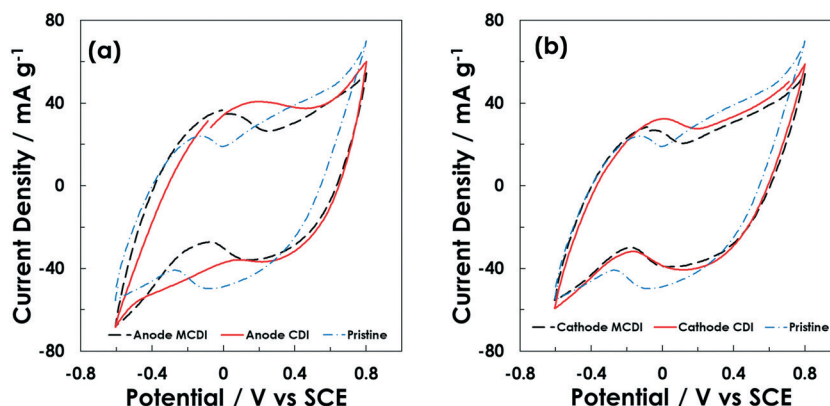 (a)
Current Density / mA g-1
80
40
0
-40
-80
-0.8 -0.4 0 0.4 0.8
Anode MCDI Anode CDI Pristine
Potential / V vs SCE
(b)
Current Density / mA g-1
80
40
0
-40
-80
-0.8 -0.4 0 0.4 0.8
Cathode MCDI Cathode CDI Pristine
Potential / V vs SCE